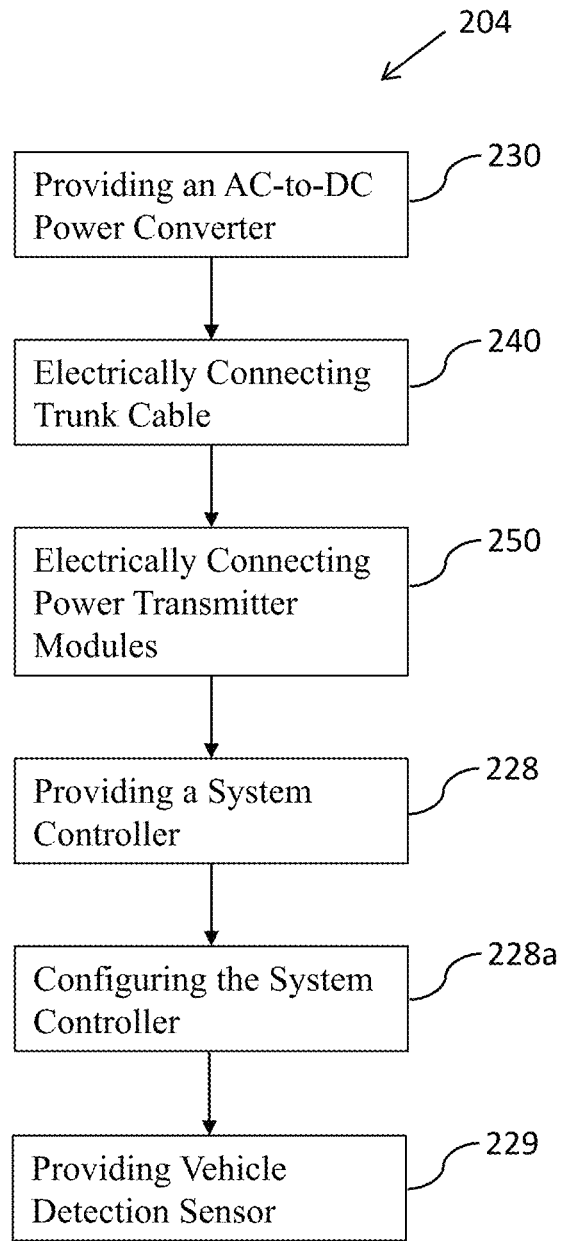 204
230
Providing an AC-to-DC
Power Converter
240
Electrically Connecting
Trunk Cable
250
Electrically Connecting
Power Transmitter
Modules
228
Providing a System
Controller
228a
Configuring the System
Controller
229
Providing Vehicle
Detection Sensor